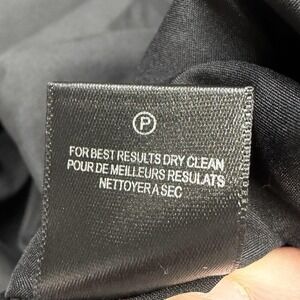 P
FOR BEST RESULTS DRY CLEAN
POUR DE MEILLEURS RESULATS
NETTOYER A SEC